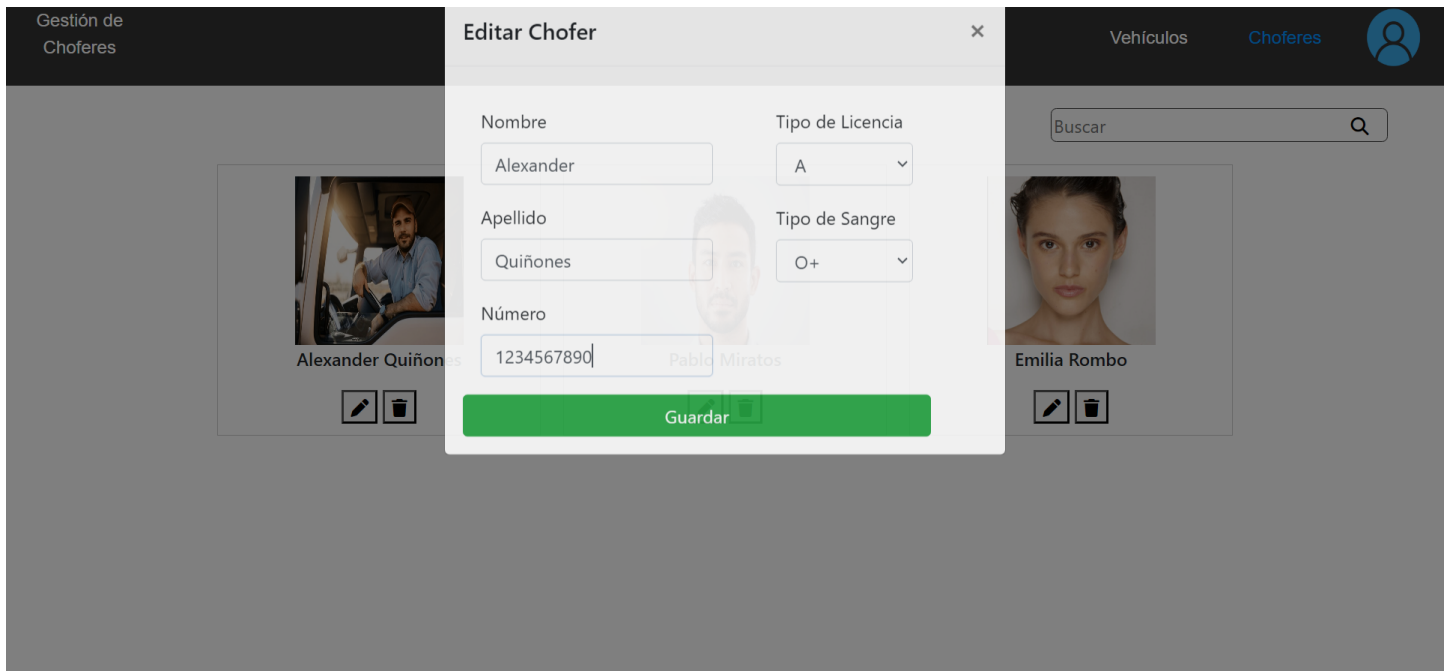 Gestión de
Choferes
Vehículos
Choferes
Editar Chofer
×
Nombre
Alexander
Apellido
Quiñones
Número
1234567890
Tipo de Licencia
A
Tipo de Sangre
O+
Guardar
Buscar
Alexander Quiñones
Pablo Miratos
Emilia Rombo